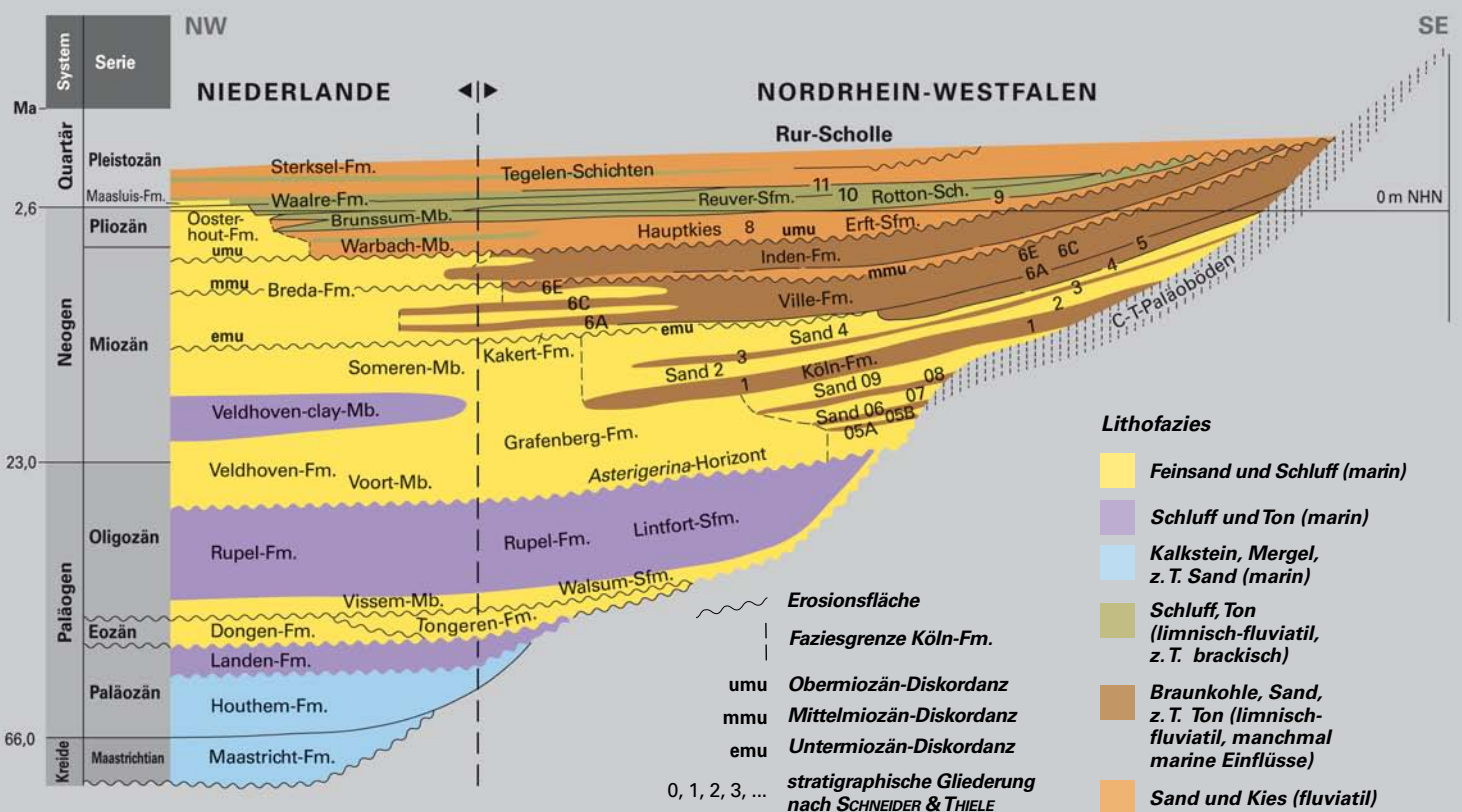 NW
SE
System
Serie
NIEDERLANDE
NORDRHEIN-WESTFALEN
Ma
Rur-Scholle
Quartär
Pleistozän
Sterksel-Fm.
Tegelen-Schichten
Maasluis-Fm.
Waalre-Fm.
Reuver-Sfm.
11
10
Rotton-Sch.
9
0 m NHN
2,6
Pliozän
Ooster-
hout-Fm.
Brunssum-Mb.
Warbach-Mb.
Hauptkies
8
umu
Erft-Sfm.
umu
Inden-Fm.
mmu
6E
6C
6A
5
4
3
2
1
C-T-Paläoböden
Neogen
Miozän
mmu
Breda-Fm.
6E
6C
6A
Ville-Fm.
emu
emu
Sand 4
Kakert-Fm.
Someren-Mb.
3
Sand 2
1
Köln-Fm.
Sand 09
08
07
Sand 06
05B
05A
Veldhoven-clay-Mb.
Grafenberg-Fm.
23,0
Veldhoven-Fm.
Voort-Mb.
Asterigerina-Horizont
Paläogen
Oligozän
Rupel-Fm.
Rupel-Fm.
Lintfort-Sfm.
Vissem-Mb.
Walsum-Sfm.
Eozän
Dongen-Fm.
Tongeren-Fm.
Landen-Fm.
Paläozän
Houthem-Fm.
66,0
Kreide
Maastrichtian
Maastricht-Fm.
Erosionsfläche
Faziesgrenze Köln-Fm.
umu Obermiozän-Diskordanz
mmu Mittelmiozän-Diskordanz
emu Untermiozän-Diskordanz
0, 1, 2, 3, ... stratigraphische Gliederung
nach SCHNEIDER & THIELE
Lithofazies
Feinsand und Schluff (marin)
Schluff und Ton (marin)
Kalkstein, Mergel,
z. T. Sand (marin)
Schluff, Ton
(limnisch-fluviatil,
z. T. brackisch)
Braunkohle, Sand,
z. T. Ton (limnisch-
fluviatil, manchmal
marine Einflüsse)
Sand und Kies (fluviatil)